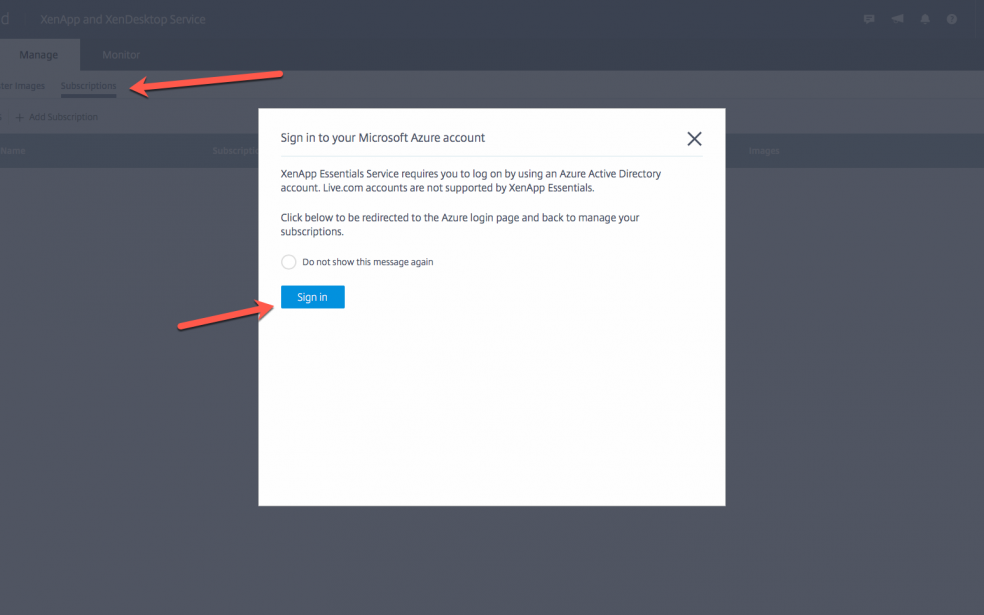 XenApp and XenDesktop Service
Manage
Monitor
ter Images
Subscriptions
Add Subscription
Name
Subscriptio
Images
Sign in to your Microsoft Azure account
XenApp Essentials Service requires you to log on by using an Azure Active Directory
account. Live.com accounts are not supported by XenApp Essentials.
Click below to be redirected to the Azure login page and back to manage your
subscriptions.
Do not show this message again
Sign in